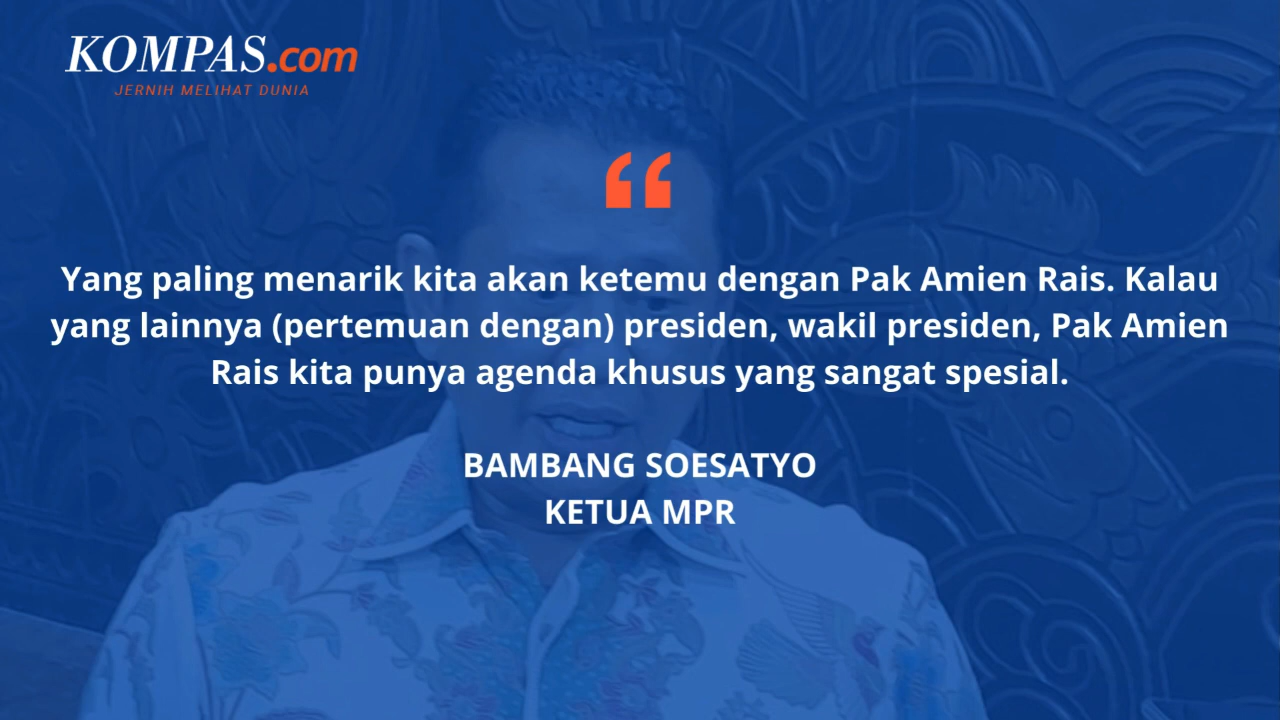 KOMPAS.com
JERNIH MELIHAT DUNIA
Yang paling menarik kita akan ketemu dengan Pak Amien Rais. Kalau
yang lainnya (pertemuan dengan) presiden, wakil presiden, Pak Amien
Rais kita punya agenda khusus yang sangat spesial.
BAMBANG SOESATYO
KETUA MPR